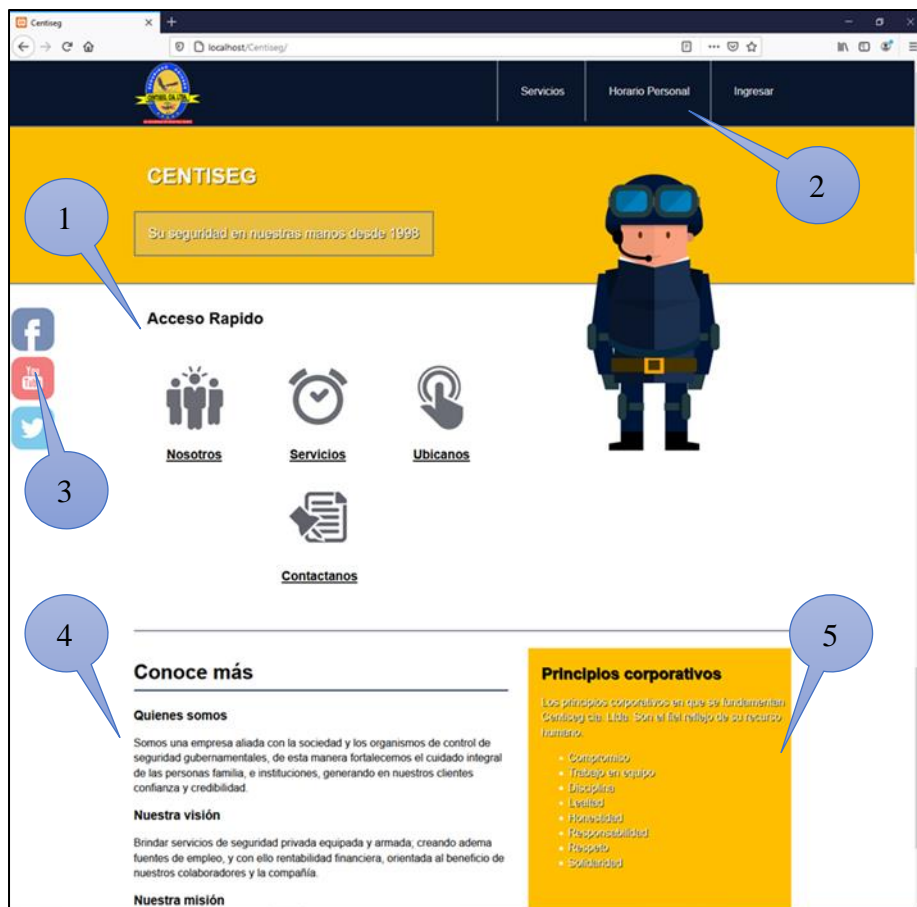 Centiseg
localhost/Centiseg/
CENTISEG. CIA. LTDA.
Servicios
Horario Personal
Ingresar
2
CENTISEG
1
Su seguridad en nuestras manos desde 1998
Acceso Rapido
You
Tube
3
Nosotros
Servicios
Ubicanos
Contactanos
4
5
Conoce más
Quienes somos
Somos una empresa aliada con la sociedad y los organismos de control de
seguridad gubernamentales, de esta manera fortalecemos el cuidado integral
de las personas familia, e instituciones, generando en nuestros clientes
confianza y credibilidad.
Nuestra visión
Brindar servicios de seguridad privada equipada y armada; creando adema
fuentes de empleo, y con ello rentabilidad financiera, orientada al beneficio de
nuestros colaboradores y la compañía.
Nuestra misión
Principios corporativos
Los principios corporativos en que se fundamentan
Centiseg cia. Ltda. Son el fiel reflejo de su recurso
humano.
Compromiso
Trabajo en equipo
Disciplina
Lealtad
Honestidad
Responsabilidad
Respeto
Solidaridad